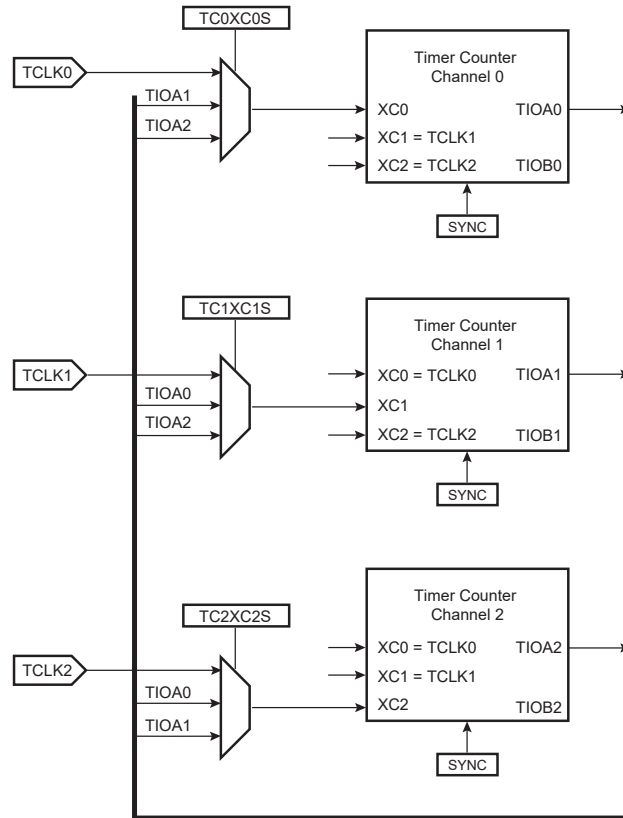 TC0XC0S
TCLK0
TIOA1
TIOA2
Timer Counter
Channel 0
XC0
TIOA0
XC1 = TCLK1
XC2 = TCLK2
TIOB0
SYNC
TC1XC1S
TCLK1
TIOA0
TIOA2
Timer Counter
Channel 1
XC0 = TCLK0
TIOA1
XC1
XC2 = TCLK2
TIOB1
SYNC
TC2XC2S
TCLK2
TIOA0
TIOA1
Timer Counter
Channel 2
XC0 = TCLK0
TIOA2
XC1 = TCLK1
XC2
TIOB2
SYNC